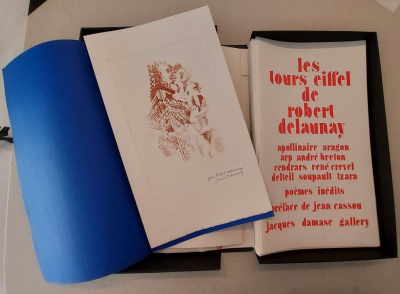 les
tours eiffel
de
robert
delaunay
apollinaire aragon
arp andré breton
cendrars rené crevel
delteil soupault tzara
poèmes inédits
préface de jean cassou
jacques damase gallery